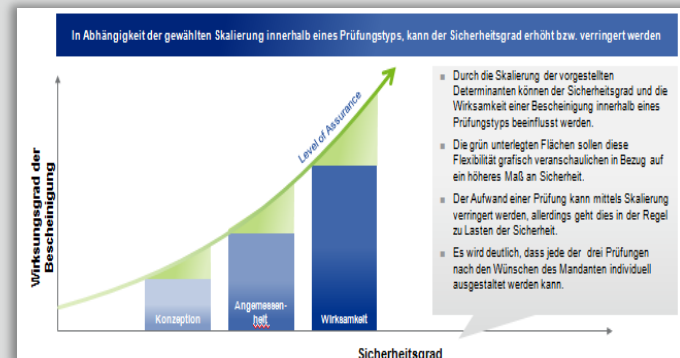 In Abhängigkeit der gewählten Skalierung innerhalb eines Prüfungstyps, kann der Sicherheitsgrad erhöht bzw. verringert werden
Wirkungsgrad der
Bescheinigung
Level of Assurance
Konzeption
Angemessen-
heit
Wirksamkeit
Sicherheitsgrad
Durch die Skalierung der vorgestellten
Determinanten können der Sicherheitsgrad und die
Wirksamkeit einer Bescheinigung innerhalb eines
Prüfungstyps beeinflusst werden.
Die grün unterlegten Flächen sollen diese
Flexibilität grafisch veranschaulichen in Bezug auf
ein höheres Maß an Sicherheit.
Der Aufwand einer Prüfung kann mittels Skalierung
verringert werden, allerdings geht dies in der Regel
zu Lasten der Sicherheit.
Es wird deutlich, dass jede der drei Prüfungen
nach den Wünschen des Mandanten individuell
ausgestaltet werden kann.